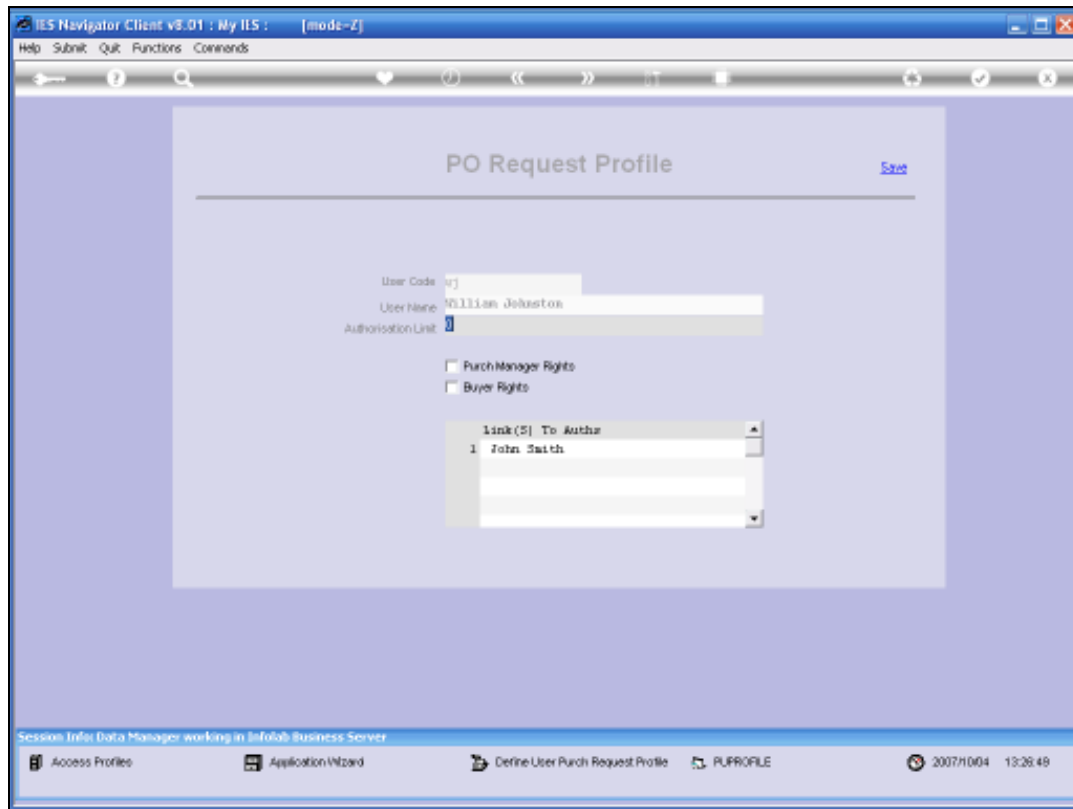 IES Navigator Client v8.01 : My IES : [mode-Z]
Help Submit Quit Functions Commands
PO Request Profile
Save
User Code wj
User Name William Johnston
Authorisation Limit 0
Purch Manager Rights
Buyer Rights
link(S) To Auths
1 John Smith
Session Info: Data Manager working in Infolab Business Server
Access Profiles Application Wizard Define User Purch Request Profile PUPROFILE 2007/10/04 13:26:49